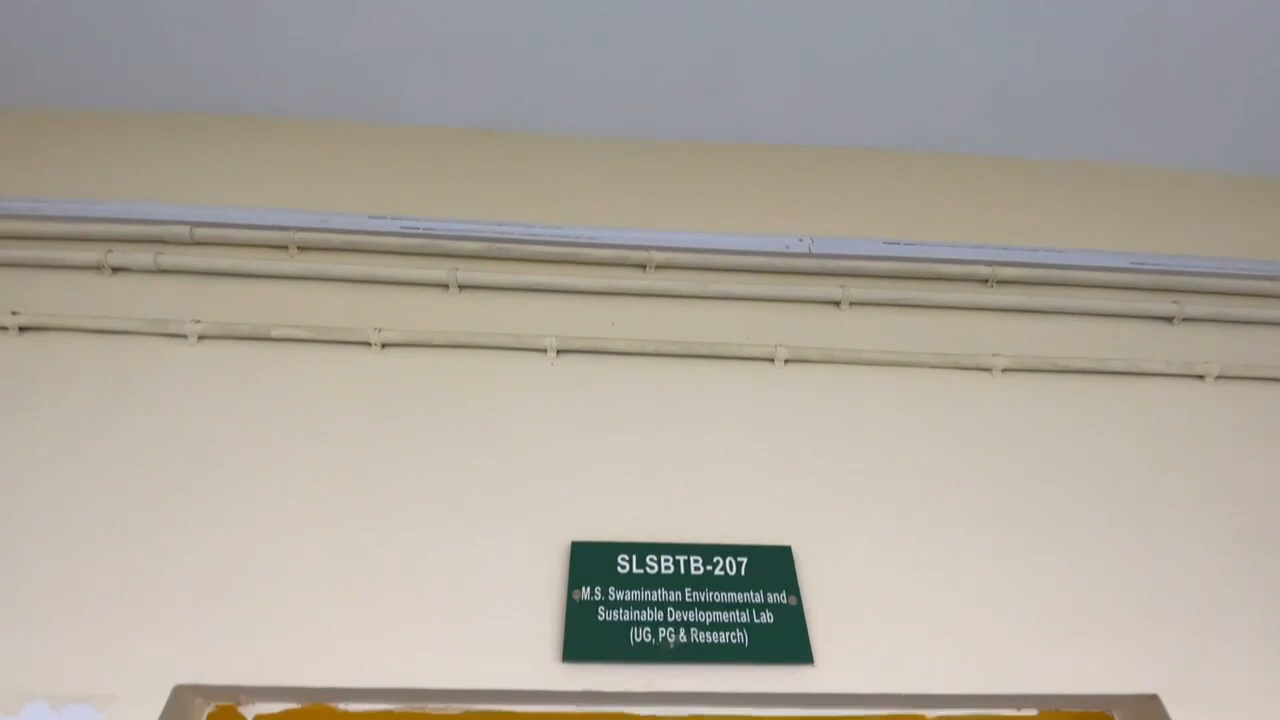 SLSBTB-207
M.S. Swaminathan Environmental and
Sustainable Developmental Lab
(UG, PG & Research)